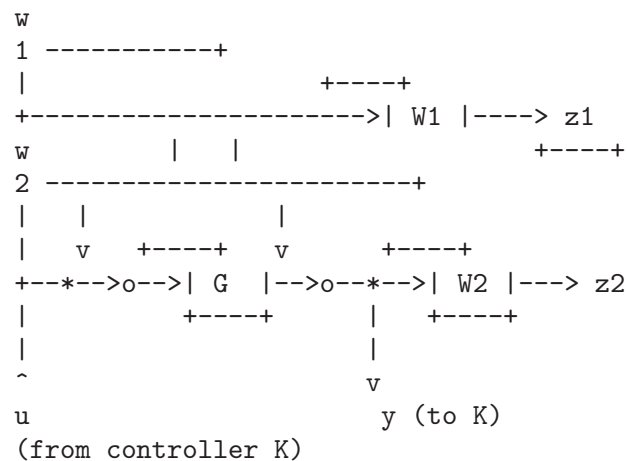 w
1 -----------+
|                    +----+
+---------------------->| W1 |----> z1
w          |   |                    +----+
2 ------------------------+
|   |            |
|   v   +----+   v      +----+
+--*-->o-->| G  |-->o--*-->| W2 |---> z2
|          +----+      |   +----+
|                      |
^                      v
u                       y (to K)
(from controller K)